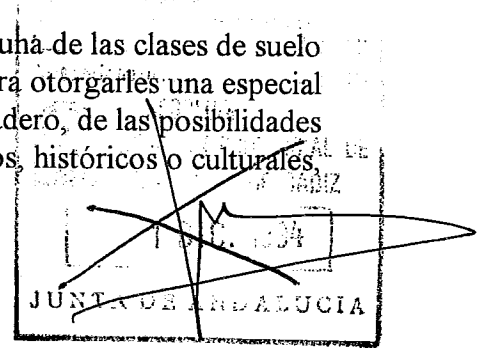 una de las clases de suelo
rá otorgarles una especial
dero, de las posibilidades
os, históricos o culturales,
DIC.
JUNTA DE ANDALUCIA